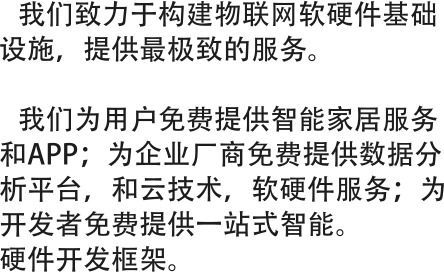 我们致力于构建物联网软硬件基础
设施，提供最极致的服务。
我们为用户免费提供智能家居服务
和APP；为企业厂商免费提供数据分
析平台，和云技术，软硬件服务；为
开发者免费提供一站式智能。
硬件开发框架。